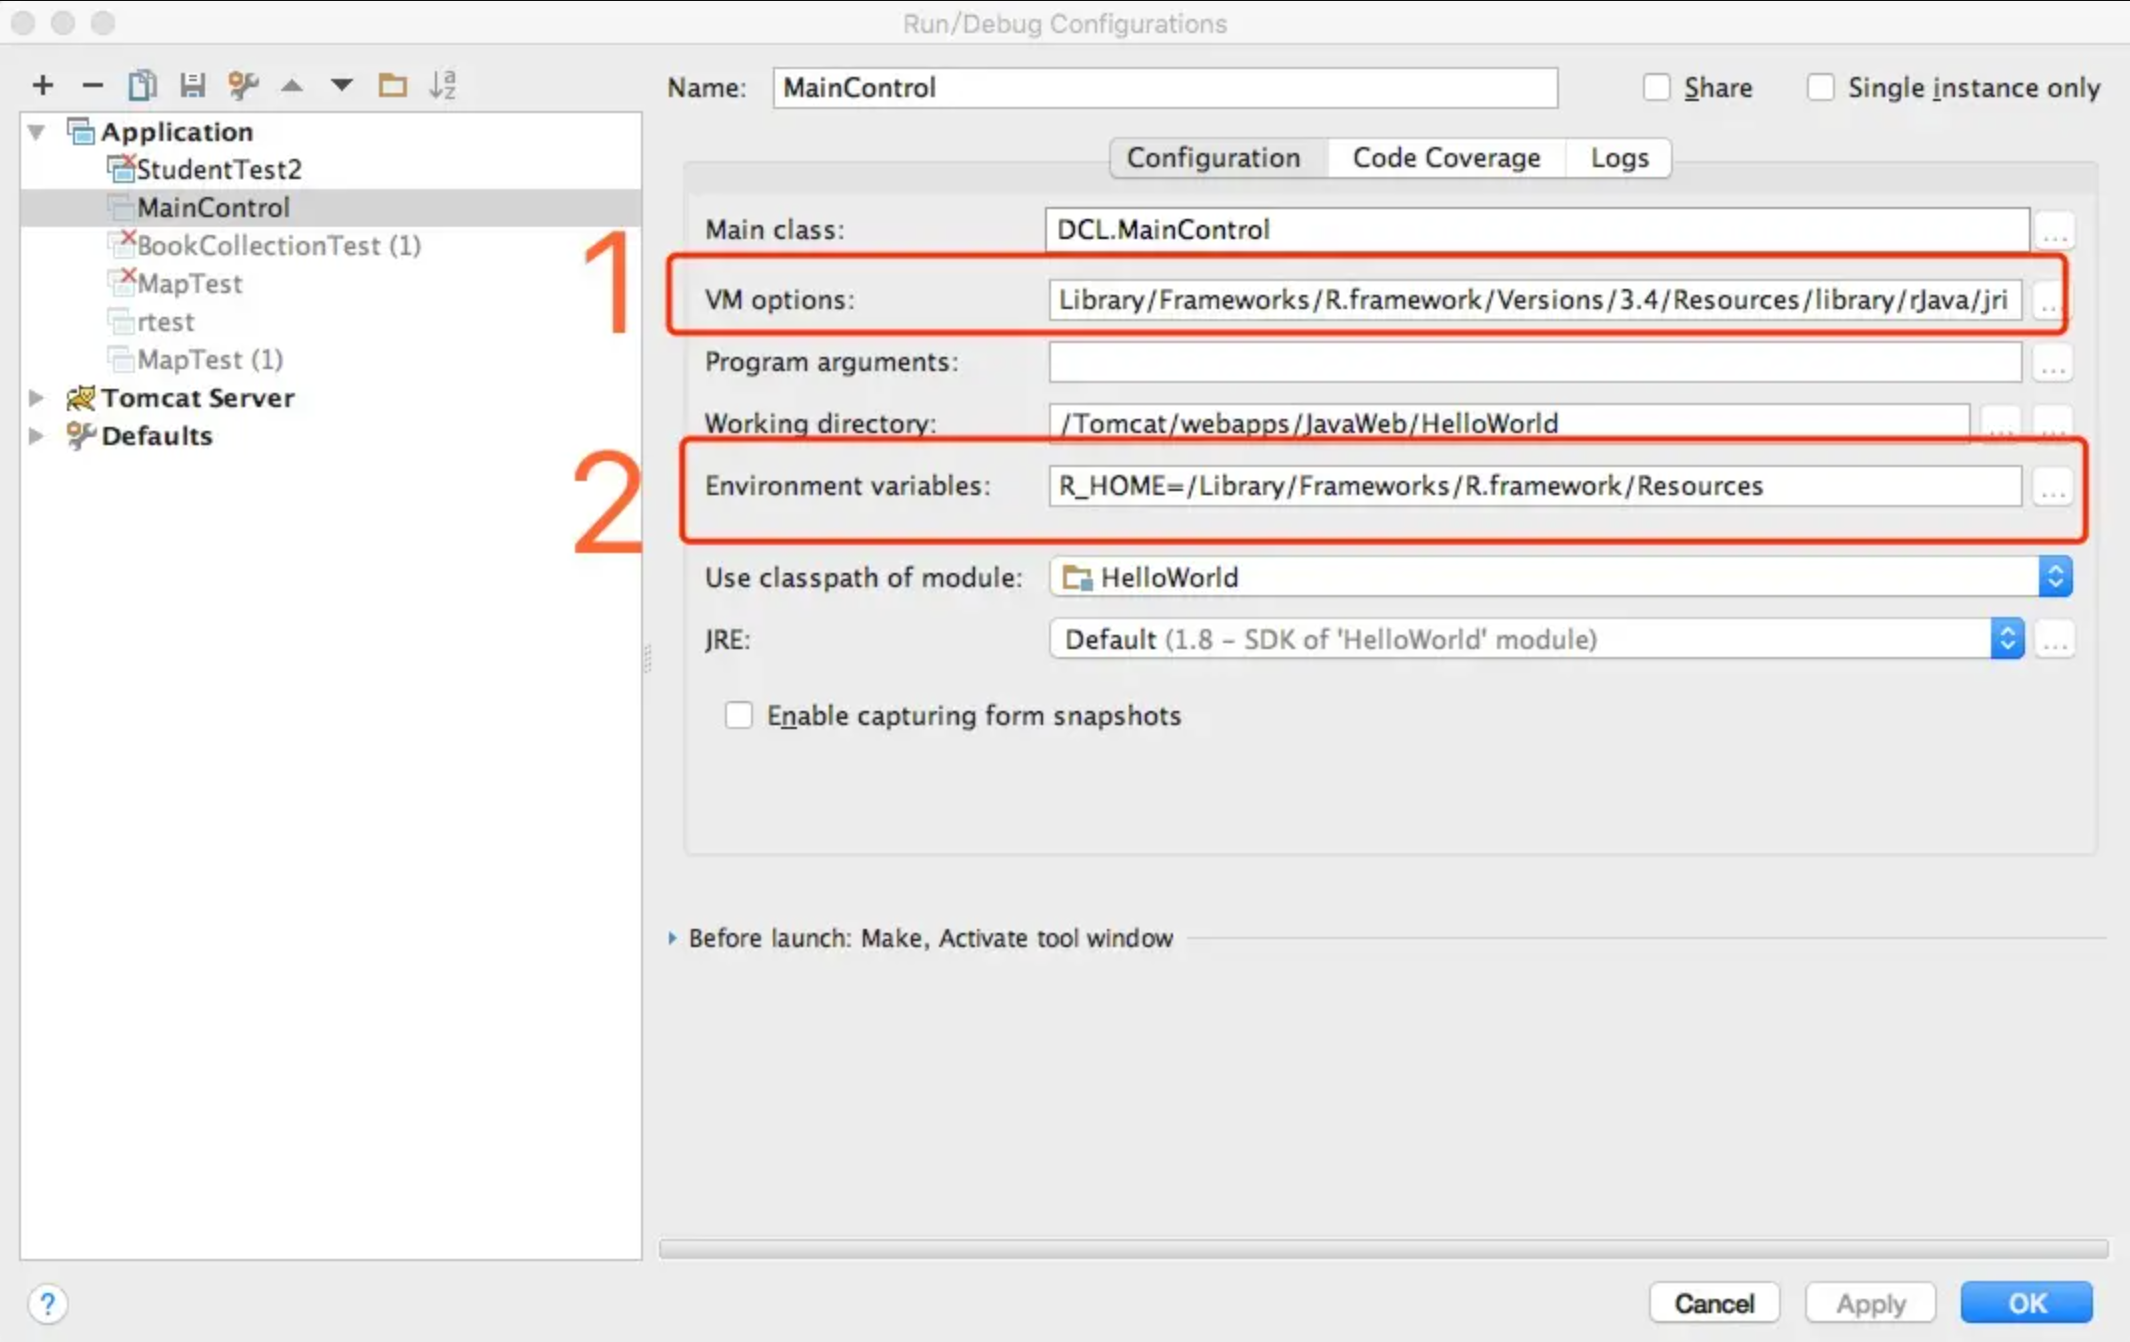 Run/Debug Configurations
Name: MainControl Share Single instance only
Application
StudentTest2
MainControl
BookCollectionTest (1)
MapTest
rtest
MapTest (1)
Tomcat Server
Defaults
1
2
Configuration Code Coverage Logs
Main class: DCL.MainControl ...
VM options: Library/Frameworks/R.framework/Versions/3.4/Resources/library/rJava/jri ...
Program arguments: ...
Working directory: /Tomcat/webapps/JavaWeb/HelloWorld ... ...
Environment variables: R_HOME=/Library/Frameworks/R.framework/Resources ...
Use classpath of module: HelloWorld
JRE: Default (1.8 – SDK of 'HelloWorld' module) ...
Enable capturing form snapshots
Before launch: Make, Activate tool window
? Cancel Apply OK